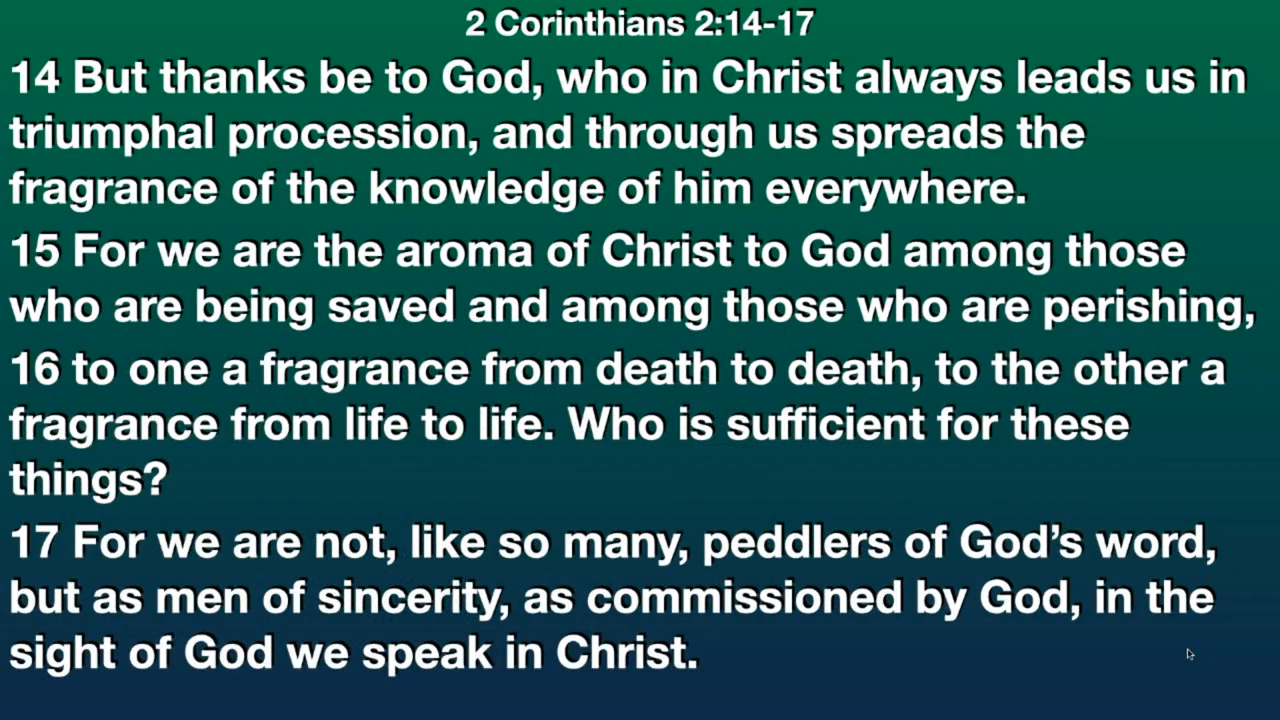 2 Corinthians 2:14-17
14 But thanks be to God, who in Christ always leads us in
triumphal procession, and through us spreads the
fragrance of the knowledge of him everywhere.
15 For we are the aroma of Christ to God among those
who are being saved and among those who are perishing,
16 to one a fragrance from death to death, to the other a
fragrance from life to life. Who is sufficient for these
things?
17 For we are not, like so many, peddlers of God’s word,
but as men of sincerity, as commissioned by God, in the
sight of God we speak in Christ.